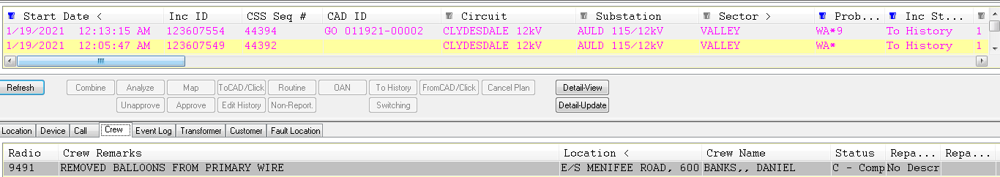 Start Date < Inc ID CSS Seq # CAD ID Circuit Substation Sector > Prob... Inc St...
1/19/2021 12:13:15 AM 123607554 44394 GO 011921-00002 CLYDESDALE 12kV AULD 115/12kV VALLEY WA*9 To History 1
1/19/2021 12:05:47 AM 123607549 44392 CLYDESDALE 12kV AULD 115/12kV VALLEY WA* To History 1
Refresh Combine Analyze Map ToCAD/Click Routine OAN To History FromCAD/Click Cancel Plan Detail-View
Unapprove Approve Edit History Non-Report. Switching Detail-Update
Location Device Call Crew Event Log Transformer Customer Fault Location
Radio Crew Remarks Location < Crew Name Status Repa... Repa...
9491 REMOVED BALLOONS FROM PRIMARY WIRE E/S MENIFEE ROAD, 600 BANKS,, DANIEL C - Comp No Descr